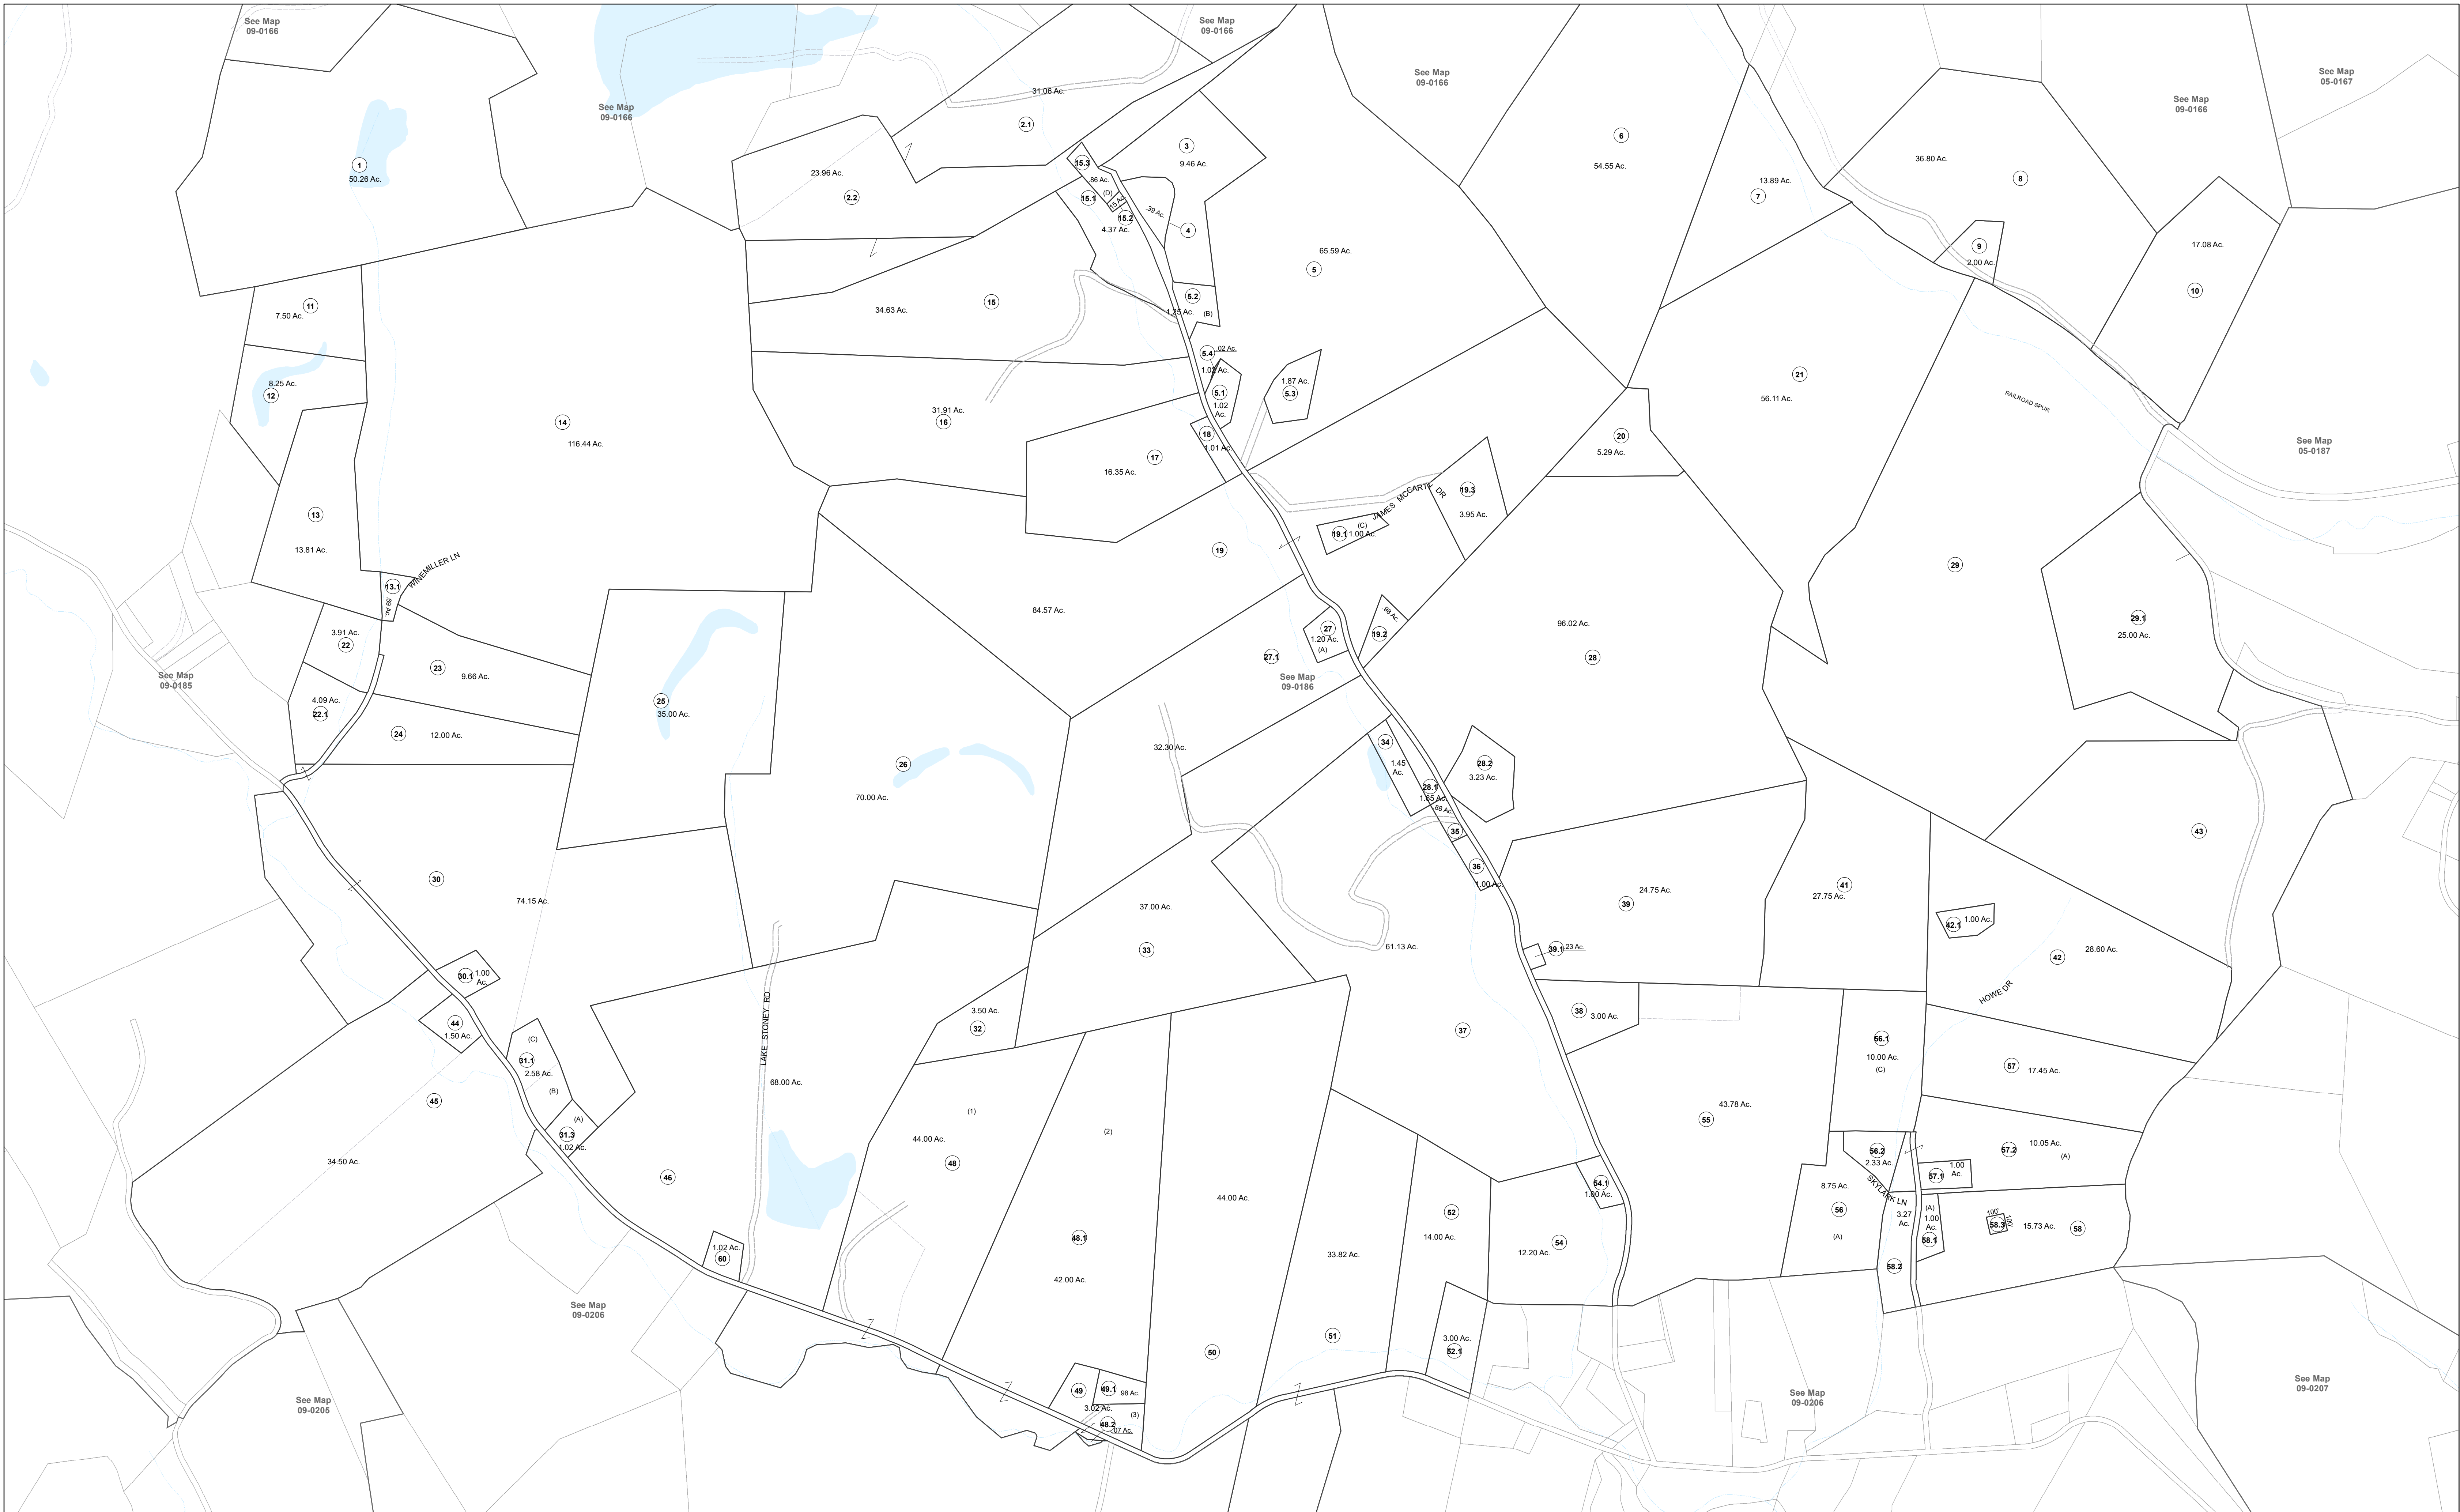 See Map
09-0166
See Map
09-0166
See Map
09-0166
See Map
05-0167
See Map
09-0166
See Map
09-0166
31.06 Ac.
2.1
1
50.26 Ac.
23.96 Ac.
2.2
3
9.46 Ac.
15.3
.86 Ac.
(D)
15.1
.15 Ac.
15.2
4.37 Ac.
.39 Ac.
4
6
54.55 Ac.
13.89 Ac.
7
36.80 Ac.
8
9
2.00 Ac.
17.08 Ac.
10
65.59 Ac.
5
11
7.50 Ac.
34.63 Ac.
15
5.2
1.25 Ac.
(B)
5.4
.02 Ac.
1.02 Ac.
5.1
1.02
Ac.
1.87 Ac.
5.3
8.25 Ac.
12
14
116.44 Ac.
31.91 Ac.
16
18
1.01 Ac.
17
16.35 Ac.
21
56.11 Ac.
RAILROAD SPUR
20
5.29 Ac.
See Map
05-0187
13
13.81 Ac.
19.3
3.95 Ac.
JAMES MCCARTY DR
(C)
19.1
1.00 Ac.
19
84.57 Ac.
29
13.1
.69 Ac.
WINEMILLER LN
.98 Ac.
19.2
27
1.20 Ac.
(A)
96.02 Ac.
28
29.1
25.00 Ac.
3.91 Ac.
22
23
9.66 Ac.
See Map
09-0185
27.1
See Map
09-0186
4.09 Ac.
22.1
25
35.00 Ac.
24
12.00 Ac.
26
70.00 Ac.
32.30 Ac.
34
1.45
Ac.
28.2
3.23 Ac.
28.1
1.65 Ac.
.88 Ac.
35
36
1.00 Ac.
43
30
74.15 Ac.
37.00 Ac.
33
24.75 Ac.
39
41
27.75 Ac.
42.1
1.00 Ac.
42
28.60 Ac.
61.13 Ac.
39.1
.23 Ac.
30.1
1.00
Ac.
HOWE DR
3.50 Ac.
32
38
3.00 Ac.
44
1.50 Ac.
LAKE STONEY RD
37
(C)
31.1
2.58 Ac.
(B)
56.1
10.00 Ac.
(C)
57
17.45 Ac.
68.00 Ac.
45
(A)
31.3
1.02 Ac.
(1)
44.00 Ac.
48
(2)
43.78 Ac.
55
34.50 Ac.
46
56.2
2.33 Ac.
57.2
10.05 Ac.
(A)
57.1
1.00
Ac.
44.00 Ac.
54.1
1.00 Ac.
8.75 Ac.
56
(A)
SKYLARK LN
3.27
Ac.
(A)
1.00
Ac.
58.1
100'
100'
58.3
15.73 Ac.
58
52
14.00 Ac.
48.1
42.00 Ac.
33.82 Ac.
12.20 Ac.
54
58.2
1.02 Ac.
60
See Map
09-0206
51
3.00 Ac.
52.1
50
49
49.1
.98 Ac.
3.02 Ac.
(3)
48.2
.07 Ac.
See Map
09-0205
See Map
09-0206
See Map
09-0207